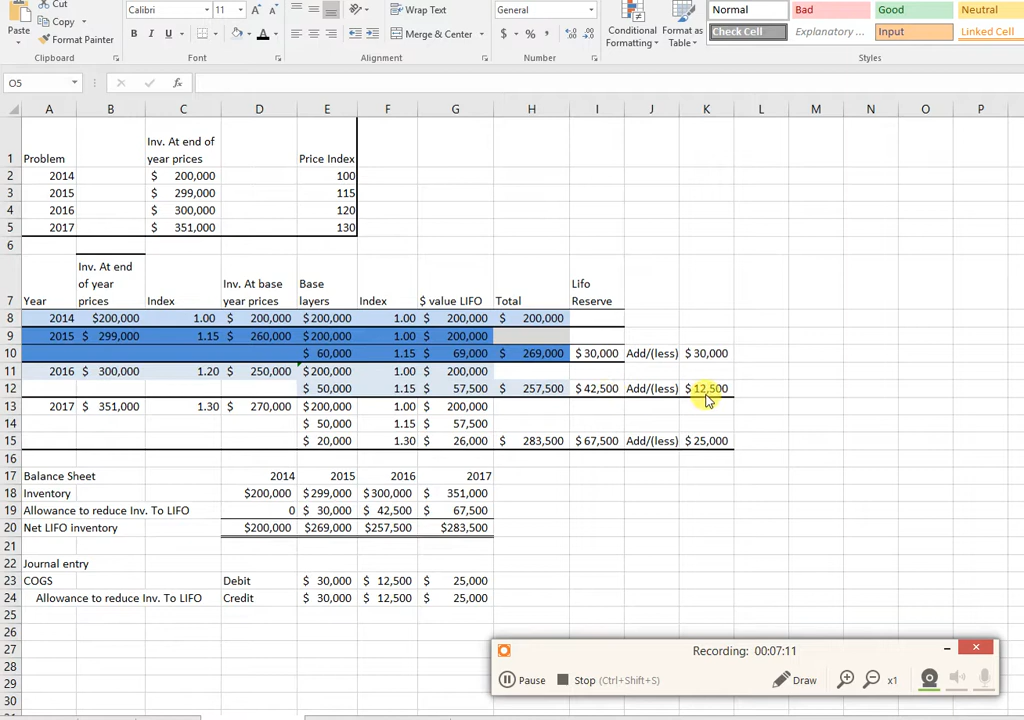 Cut
Calibri 11 Wrap Text General Normal Bad Good Neutral
Paste Copy
Format Painter B I U A Merge & Center $ % , Conditional Formatting Format as Table Check Cell Explanatory ... Input Linked Cell
Clipboard Font Alignment Number Styles
O5 fx
A B C D E F G H I J K L M N O P
1 Problem Inv. At end of year prices Price Index
2 2014 $ 200,000 100
3 2015 $ 299,000 115
4 2016 $ 300,000 120
5 2017 $ 351,000 130
6
7 Year Inv. At end of year prices Index Inv. At base year prices Base layers Index $ value LIFO Total Lifo Reserve
8 2014 $200,000 1.00 $ 200,000 $200,000 1.00 $ 200,000 $ 200,000
9 2015 $ 299,000 1.15 $ 260,000 $200,000 1.00 $ 200,000
10 $ 60,000 1.15 $ 69,000 $ 269,000 $ 30,000 Add/(less) $ 30,000
11 2016 $ 300,000 1.20 $ 250,000 $200,000 1.00 $ 200,000
12 $ 50,000 1.15 $ 57,500 $ 257,500 $ 42,500 Add/(less) $ 12,500
13 2017 $ 351,000 1.30 $ 270,000 $200,000 1.00 $ 200,000
14 $ 50,000 1.15 $ 57,500
15 $ 20,000 1.30 $ 26,000 $ 283,500 $ 67,500 Add/(less) $ 25,000
16
17 Balance Sheet 2014 2015 2016 2017
18 Inventory $200,000 $ 299,000 $ 300,000 $ 351,000
19 Allowance to reduce Inv. To LIFO 0 $ 30,000 $ 42,500 $ 67,500
20 Net LIFO inventory $200,000 $269,000 $257,500 $283,500
21
22 Journal entry
23 COGS Debit $ 30,000 $ 12,500 $ 25,000
24 Allowance to reduce Inv. To LIFO Credit $ 30,000 $ 12,500 $ 25,000
25
26
27
28
29
30
Recording: 00:07:11
Pause Stop (Ctrl+Shift+S) Draw x1